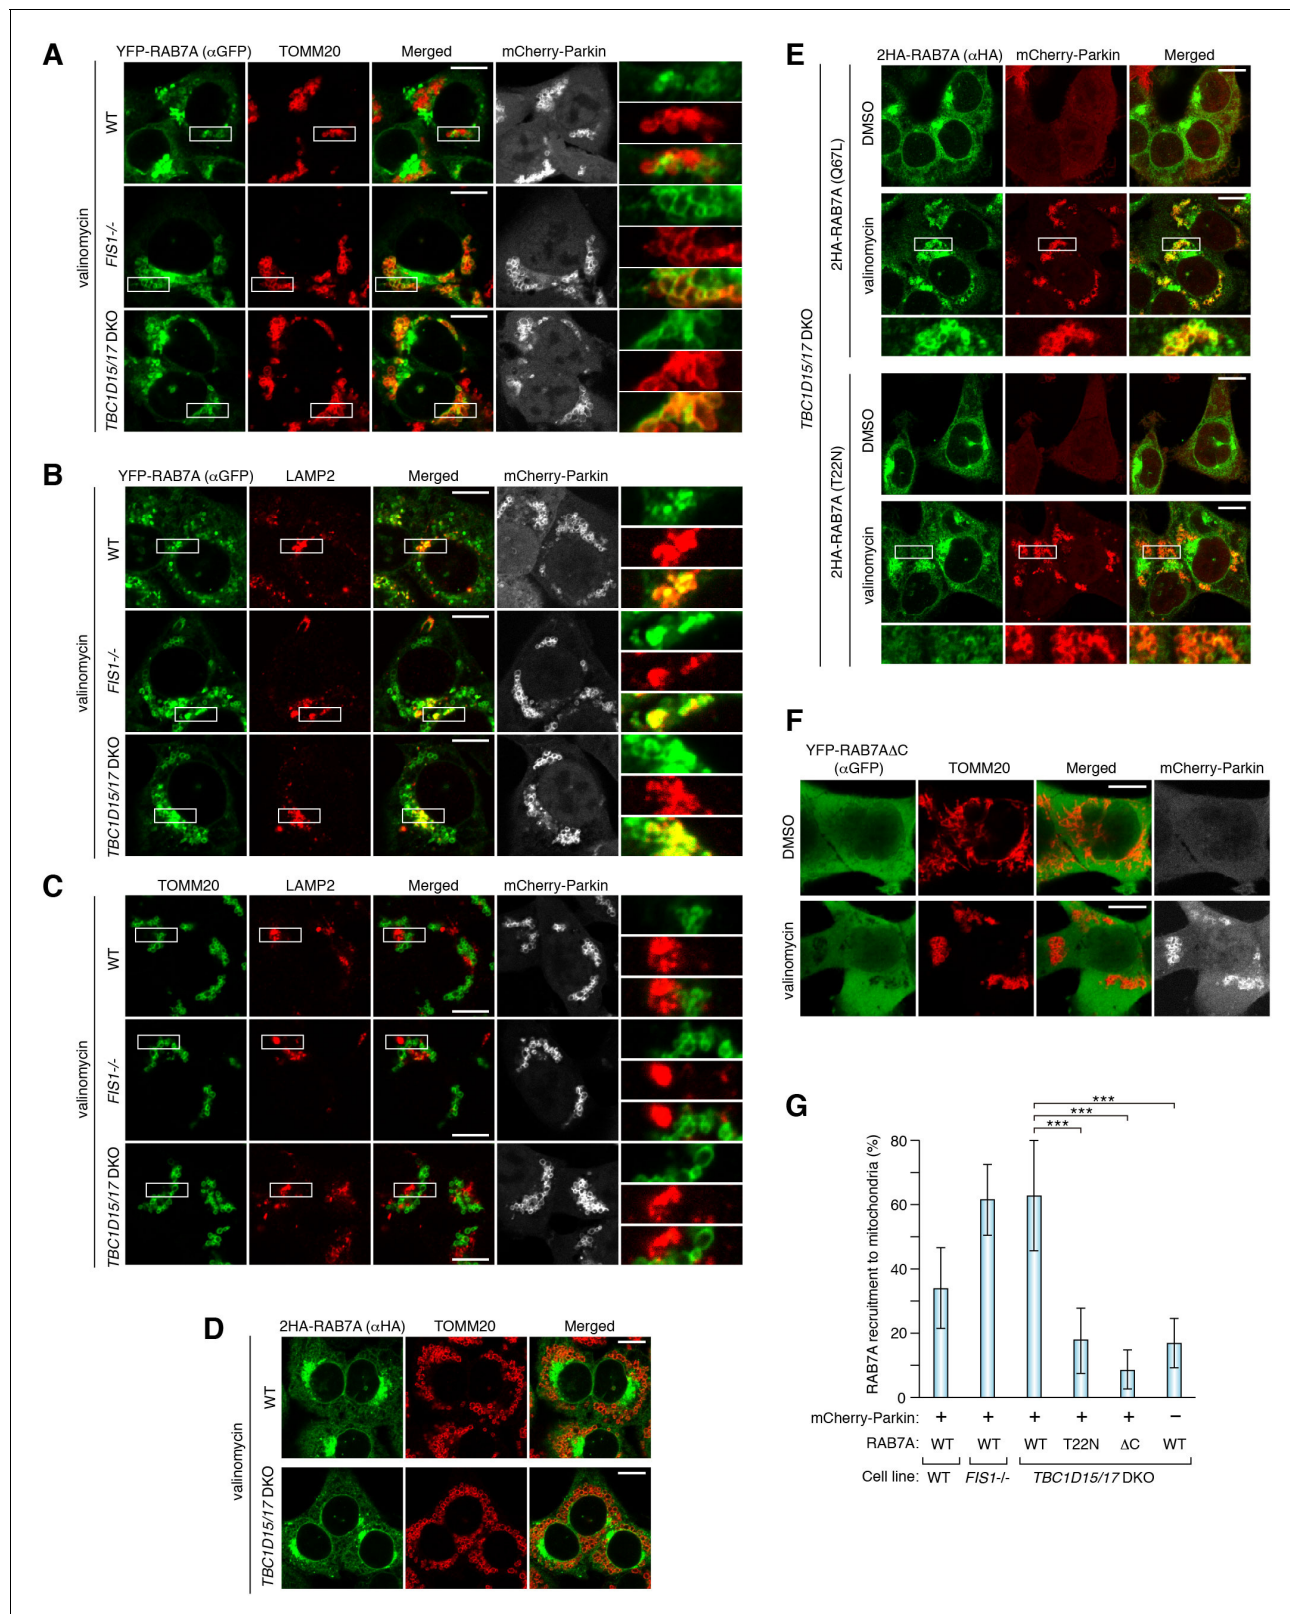 A
YFP-RAB7A (αGFP) TOMM20 Merged mCherry-Parkin
valinomycin
WT
FIS1-/-
TBC1D15/17 DKO
B
YFP-RAB7A (αGFP) LAMP2 Merged mCherry-Parkin
valinomycin
WT
FIS1-/-
TBC1D15/17 DKO
C
TOMM20 LAMP2 Merged mCherry-Parkin
valinomycin
WT
FIS1-/-
TBC1D15/17 DKO
D
2HA-RAB7A (αHA) TOMM20 Merged
valinomycin
WT
TBC1D15/17 DKO
E
2HA-RAB7A (αHA) mCherry-Parkin Merged
TBC1D15/17 DKO
2HA-RAB7A (Q67L)
DMSO
valinomycin
2HA-RAB7A (T22N)
DMSO
valinomycin
F
YFP-RAB7AΔC
(αGFP) TOMM20 Merged mCherry-Parkin
DMSO
valinomycin
G
RAB7A recruitment to mitochondria (%)
80
60
40
20
0
***
***
***
mCherry-Parkin: + + + + + −
RAB7A: WT WT WT T22N ΔC WT
Cell line: WT FIS1-/- TBC1D15/17 DKO